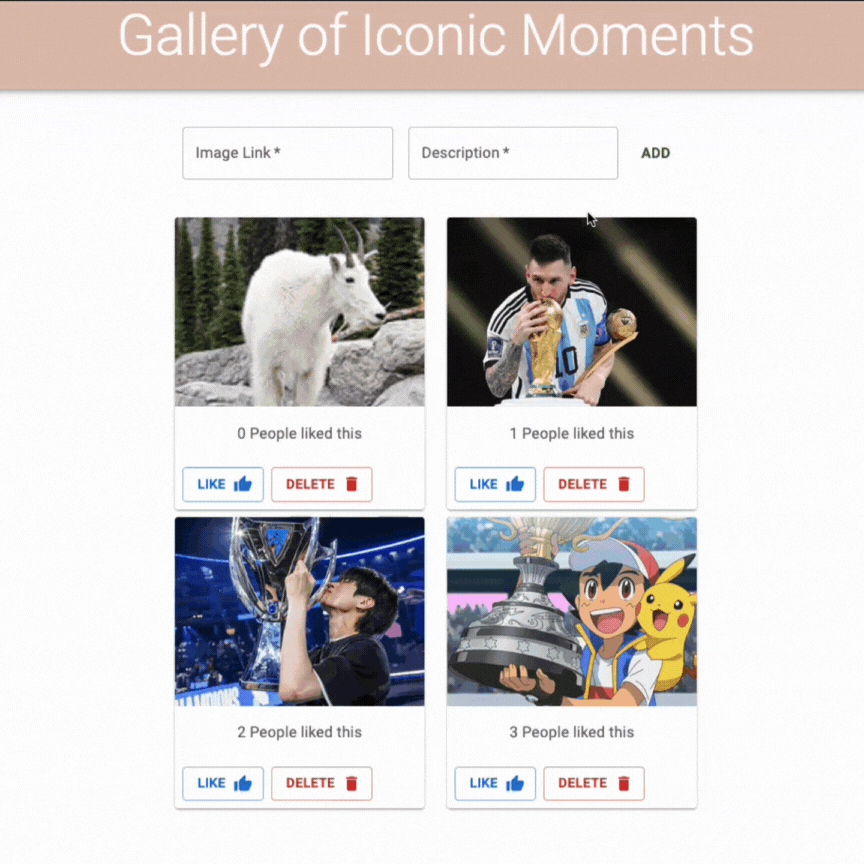 Gallery of Iconic Moments
Image Link *
Description *
ADD
0 People liked this
1 People liked this
LIKE
DELETE
LIKE
DELETE
10
2 People liked this
3 People liked this
LIKE
DELETE
LIKE
DELETE